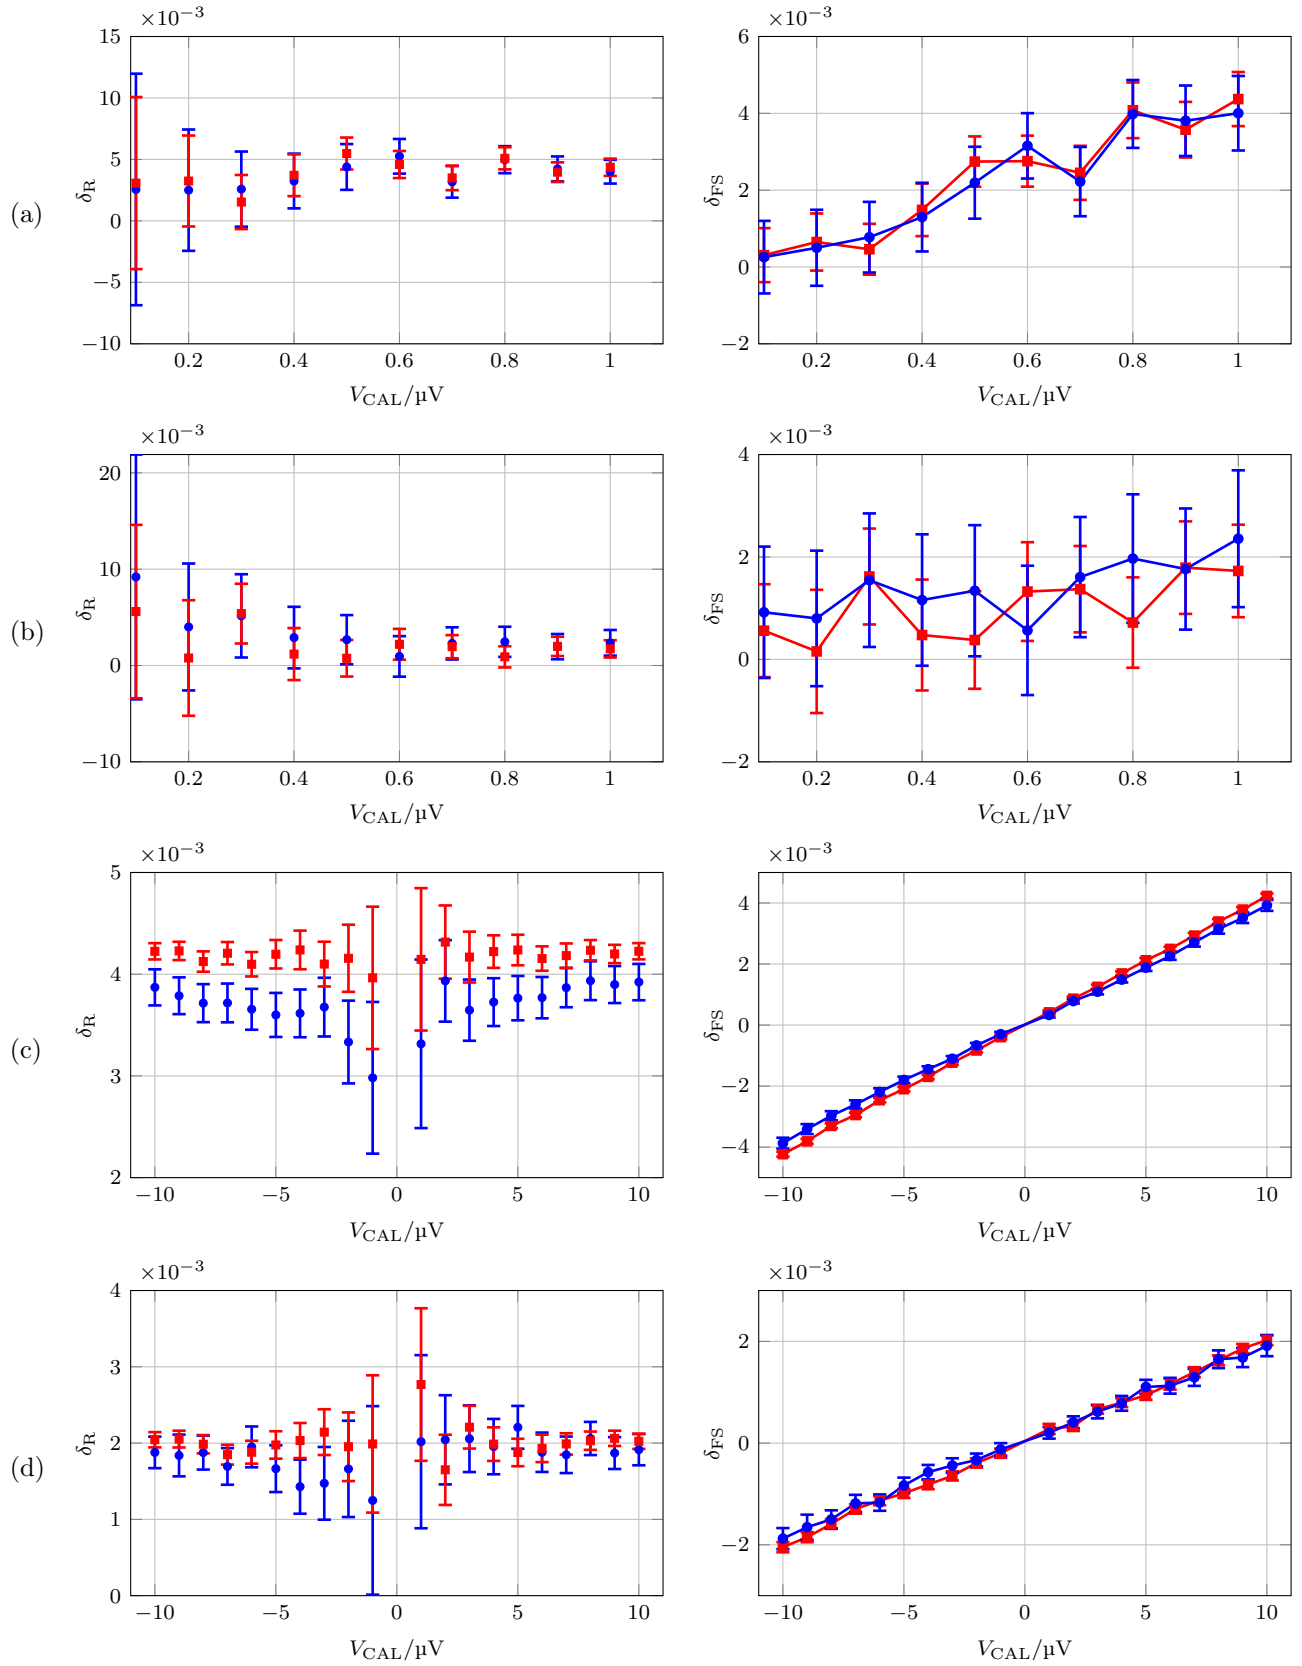 ×10−3 ×10−3
15 6
10 4
(a) δR 5 δFS 2
0 0
−5
−10 −2
0.2 0.4 0.6 0.8 1 0.2 0.4 0.6 0.8 1
VCAL/µV VCAL/µV
×10−3 ×10−3
20 4
10 2
(b) δR δFS
0 0
−10 −2
0.2 0.4 0.6 0.8 1 0.2 0.4 0.6 0.8 1
VCAL/µV VCAL/µV
×10−3 ×10−3
5 4
4 2
(c) δR δFS 0
3 −2
2 −4
−10 −5 0 5 10 −10 −5 0 5 10
VCAL/µV VCAL/µV
×10−3 ×10−3
4
3 2
(d) δR 2 δFS 0
1 −2
0
−10 −5 0 5 10 −10 −5 0 5 10
VCAL/µV VCAL/µV